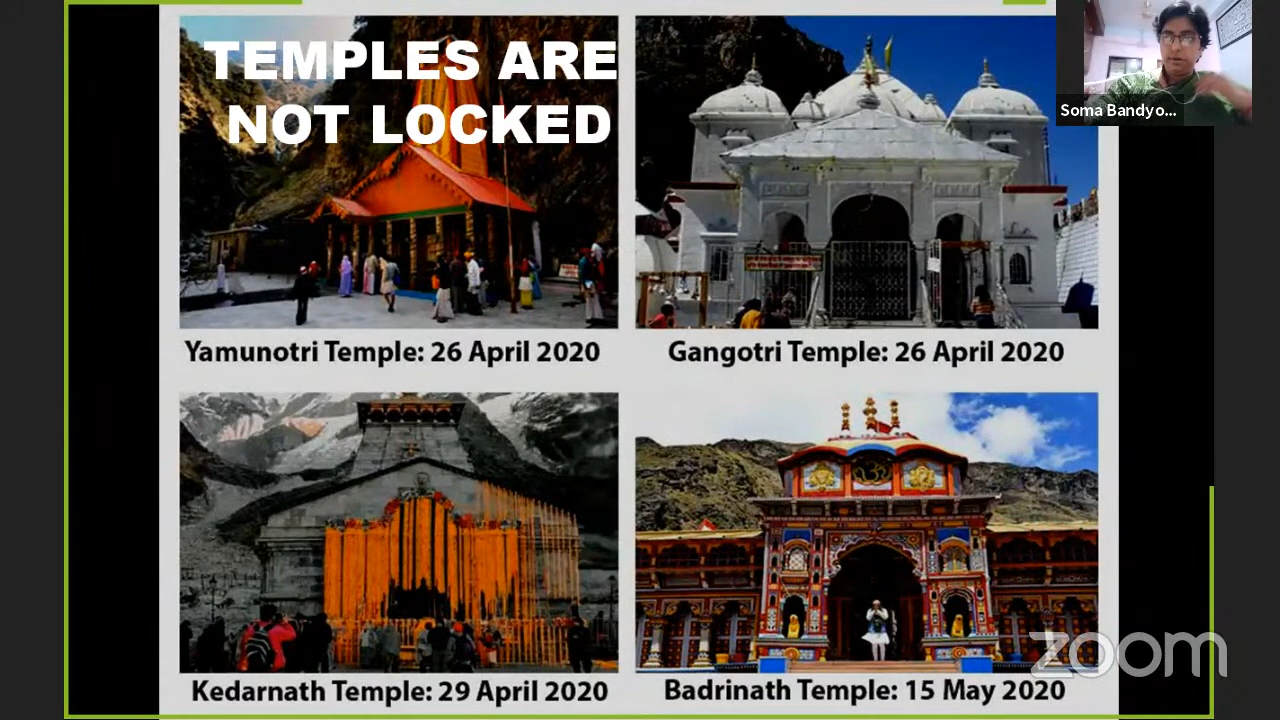 TEMPLES ARE
NOT LOCKED
Soma Bandyo...
Yamunotri Temple: 26 April 2020
Gangotri Temple: 26 April 2020
Kedarnath Temple: 29 April 2020
Badrinath Temple: 15 May 2020
zoom